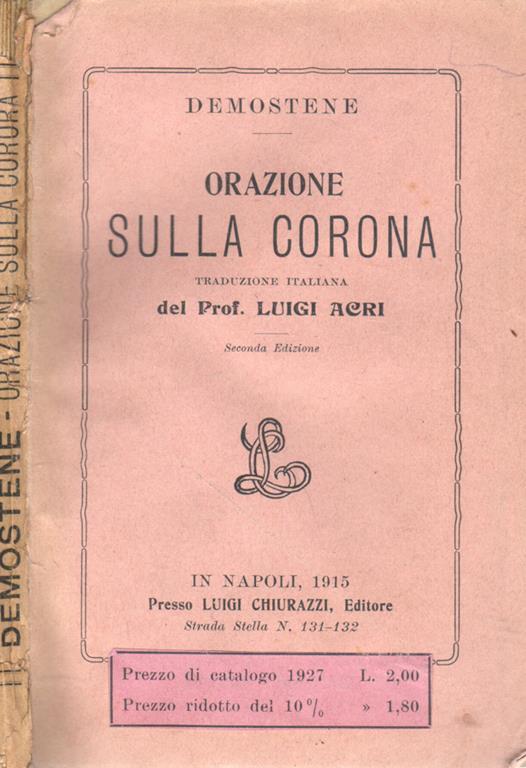 DEMOSTENE - ORAZIONE SULLA CORORA
DEMOSTENE
ORAZIONE
SULLA CORONA
TRADUZIONE ITALIANA
del Prof. LUIGI ACRI
Seconda Edizione
IN NAPOLI, 1915
Presso LUIGI CHIURAZZI, Editore
Strada Stella N. 131-132
Prezzo di catalogo 1927 L. 2,00
Prezzo ridotto del 10 % » 1,80